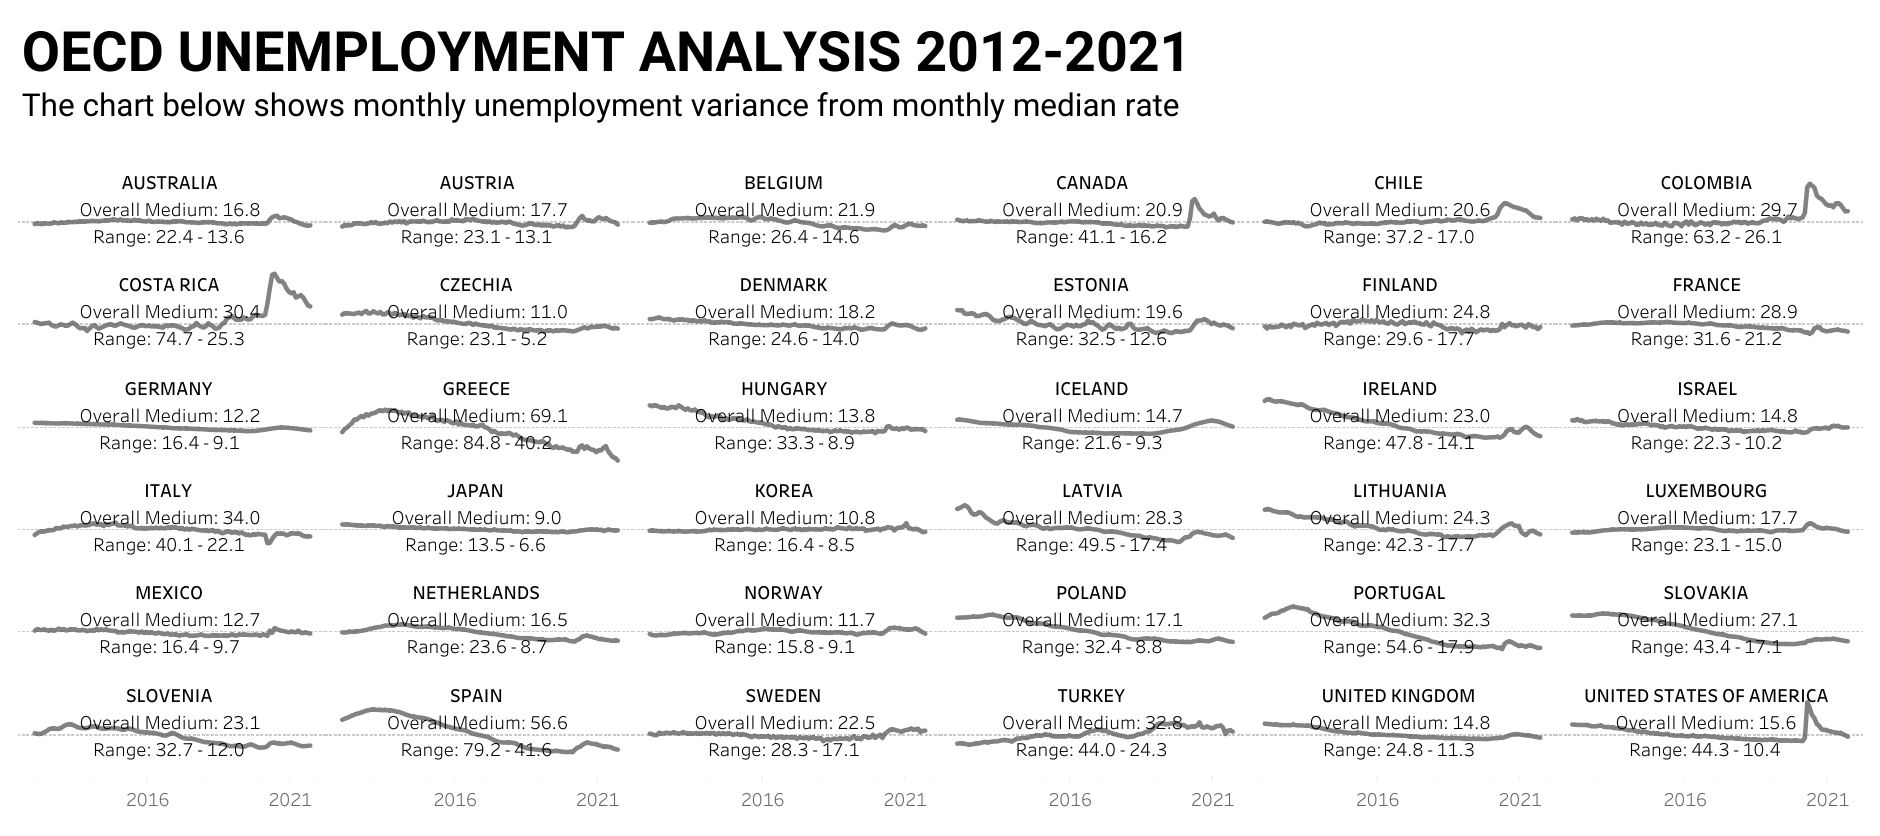 OECD UNEMPLOYMENT ANALYSIS 2012-2021
The chart below shows monthly unemployment variance from monthly median rate
AUSTRALIA
Overall Medium: 16.8
Range: 22.4 - 13.6
AUSTRIA
Overall Medium: 17.7
Range: 23.1 - 13.1
BELGIUM
Overall Medium: 21.9
Range: 26.4 - 14.6
CANADA
Overall Medium: 20.9
Range: 41.1 - 16.2
CHILE
Overall Medium: 20.6
Range: 37.2 - 17.0
COLOMBIA
Overall Medium: 29.7
Range: 63.2 - 26.1
COSTA RICA
Overall Medium: 30.4
Range: 74.7 - 25.3
CZECHIA
Overall Medium: 11.0
Range: 23.1 - 5.2
DENMARK
Overall Medium: 18.2
Range: 24.6 - 14.0
ESTONIA
Overall Medium: 19.6
Range: 32.5 - 12.6
FINLAND
Overall Medium: 24.8
Range: 29.6 - 17.7
FRANCE
Overall Medium: 28.9
Range: 31.6 - 21.2
GERMANY
Overall Medium: 12.2
Range: 16.4 - 9.1
GREECE
Overall Medium: 69.1
Range: 84.8 - 40.2
HUNGARY
Overall Medium: 13.8
Range: 33.3 - 8.9
ICELAND
Overall Medium: 14.7
Range: 21.6 - 9.3
IRELAND
Overall Medium: 23.0
Range: 47.8 - 14.1
ISRAEL
Overall Medium: 14.8
Range: 22.3 - 10.2
ITALY
Overall Medium: 34.0
Range: 40.1 - 22.1
JAPAN
Overall Medium: 9.0
Range: 13.5 - 6.6
KOREA
Overall Medium: 10.8
Range: 16.4 - 8.5
LATVIA
Overall Medium: 28.3
Range: 49.5 - 17.4
LITHUANIA
Overall Medium: 24.3
Range: 42.3 - 17.7
LUXEMBOURG
Overall Medium: 17.7
Range: 23.1 - 15.0
MEXICO
Overall Medium: 12.7
Range: 16.4 - 9.7
NETHERLANDS
Overall Medium: 16.5
Range: 23.6 - 8.7
NORWAY
Overall Medium: 11.7
Range: 15.8 - 9.1
POLAND
Overall Medium: 17.1
Range: 32.4 - 8.8
PORTUGAL
Overall Medium: 32.3
Range: 54.6 - 17.9
SLOVAKIA
Overall Medium: 27.1
Range: 43.4 - 17.1
SLOVENIA
Overall Medium: 23.1
Range: 32.7 - 12.0
SPAIN
Overall Medium: 56.6
Range: 79.2 - 41.6
SWEDEN
Overall Medium: 22.5
Range: 28.3 - 17.1
TURKEY
Overall Medium: 32.8
Range: 44.0 - 24.3
UNITED KINGDOM
Overall Medium: 14.8
Range: 24.8 - 11.3
UNITED STATES OF AMERICA
Overall Medium: 15.6
Range: 44.3 - 10.4
2016 2021 2016 2021 2016 2021 2016 2021 2016 2021 2016 2021